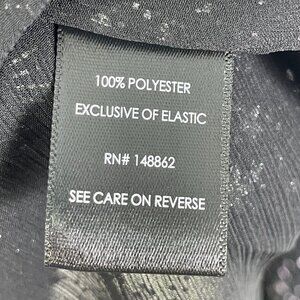 100% POLYESTER
EXCLUSIVE OF ELASTIC
RN# 148862
SEE CARE ON REVERSE